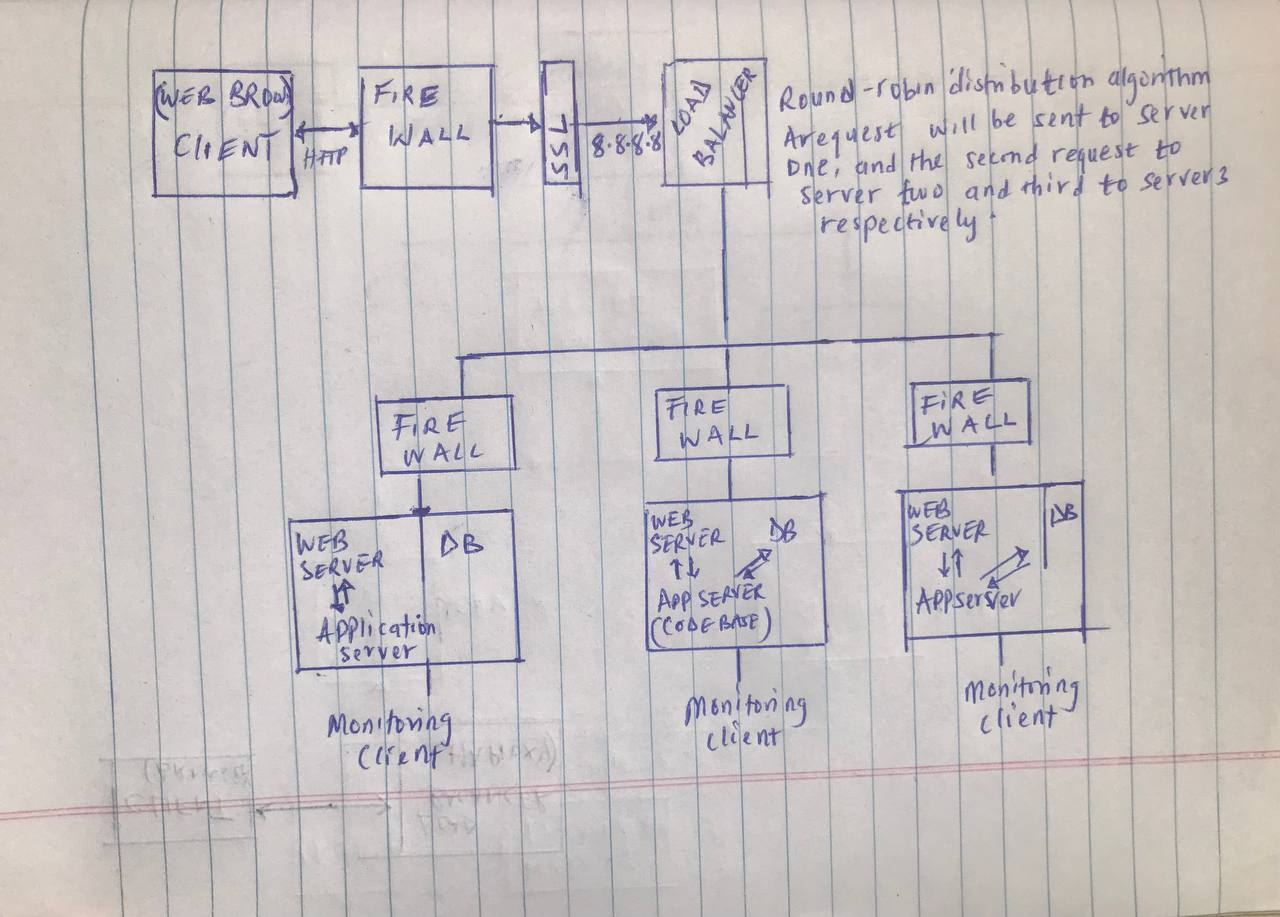 (WEB BROW)
CLIENT
HTTP
FIRE
WALL
SSL
8.8.8.8
LOAD
BALANCER
Round-robin distribution algorithm
A request will be sent to server
one, and the second request to
server two and third to server 3
respectively.
FIRE
WALL
FIRE
WALL
FIRE
WALL
WEB
SERVER
DB
Application
server
WEB
SERVER
DB
APP SERVER
(CODEBASE)
WEB
SERVER
DB
APPserver
Monitoring
client
Monitoring
client
Monitoring
client
CLIENT